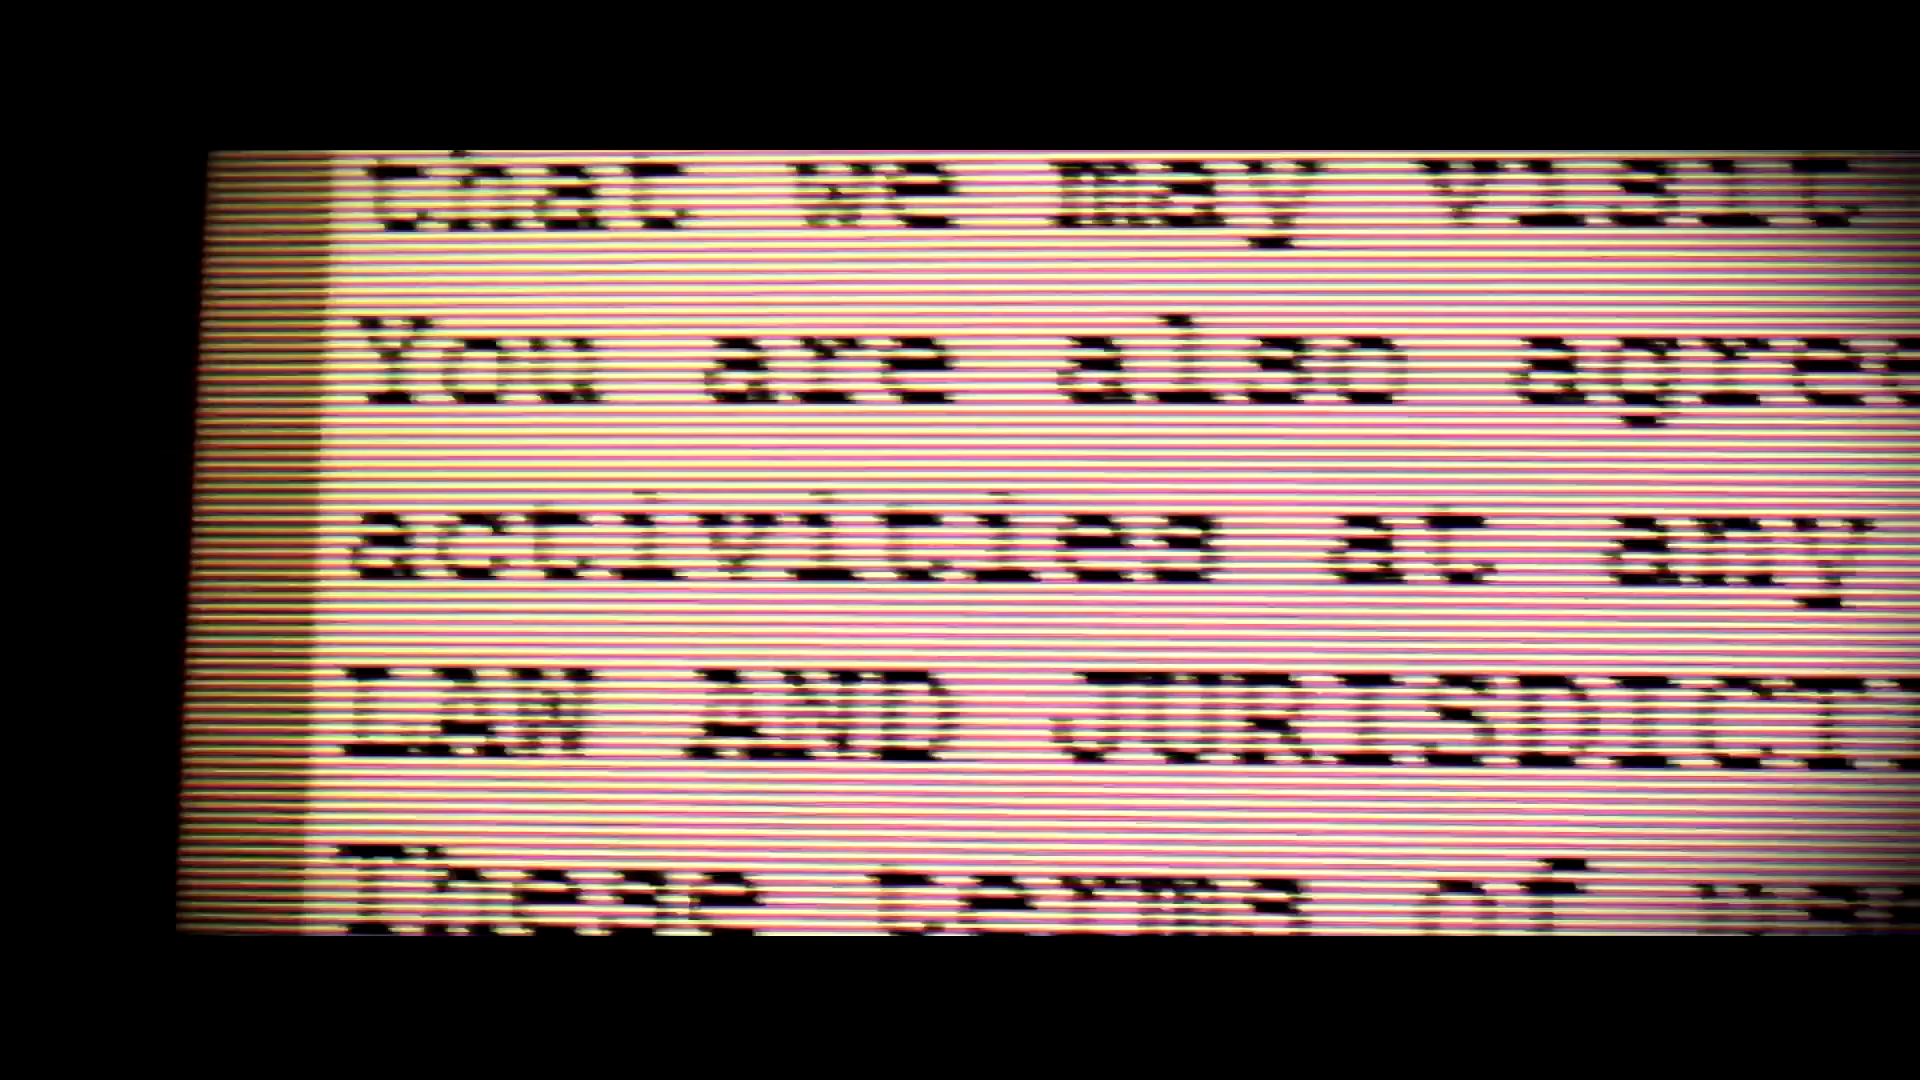 that we may visit
You are also agree
activities at any
LAW AND JURISDICT
These terms of